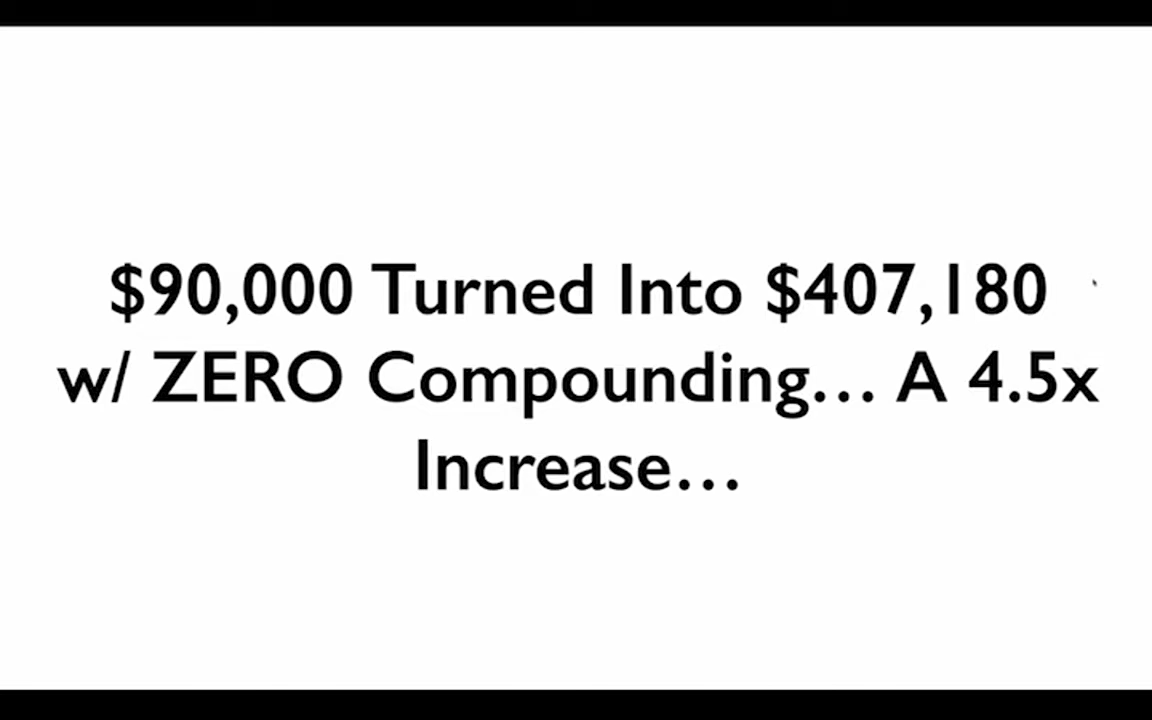 $90,000 Turned Into $407,180
w/ ZERO Compounding… A 4.5x
Increase…